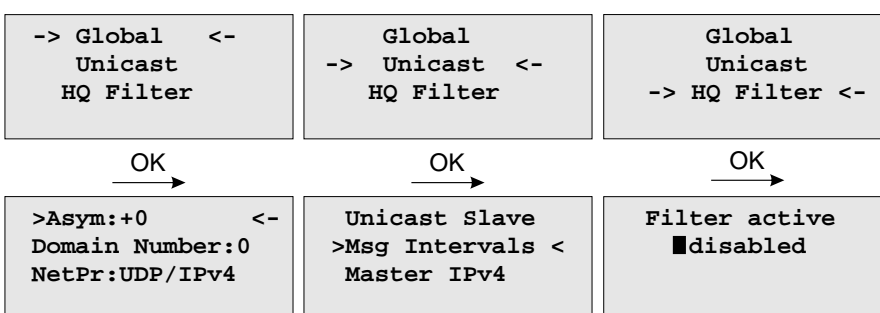 -> Global <-
Unicast
HQ Filter
Global
-> Unicast <-
HQ Filter
Global
Unicast
-> HQ Filter <-
OK
OK
OK
>Asym:+0 <-
Domain Number:0
NetPr:UDP/IPv4
Unicast Slave
>Msg Intervals <
Master IPv4
Filter active
disabled